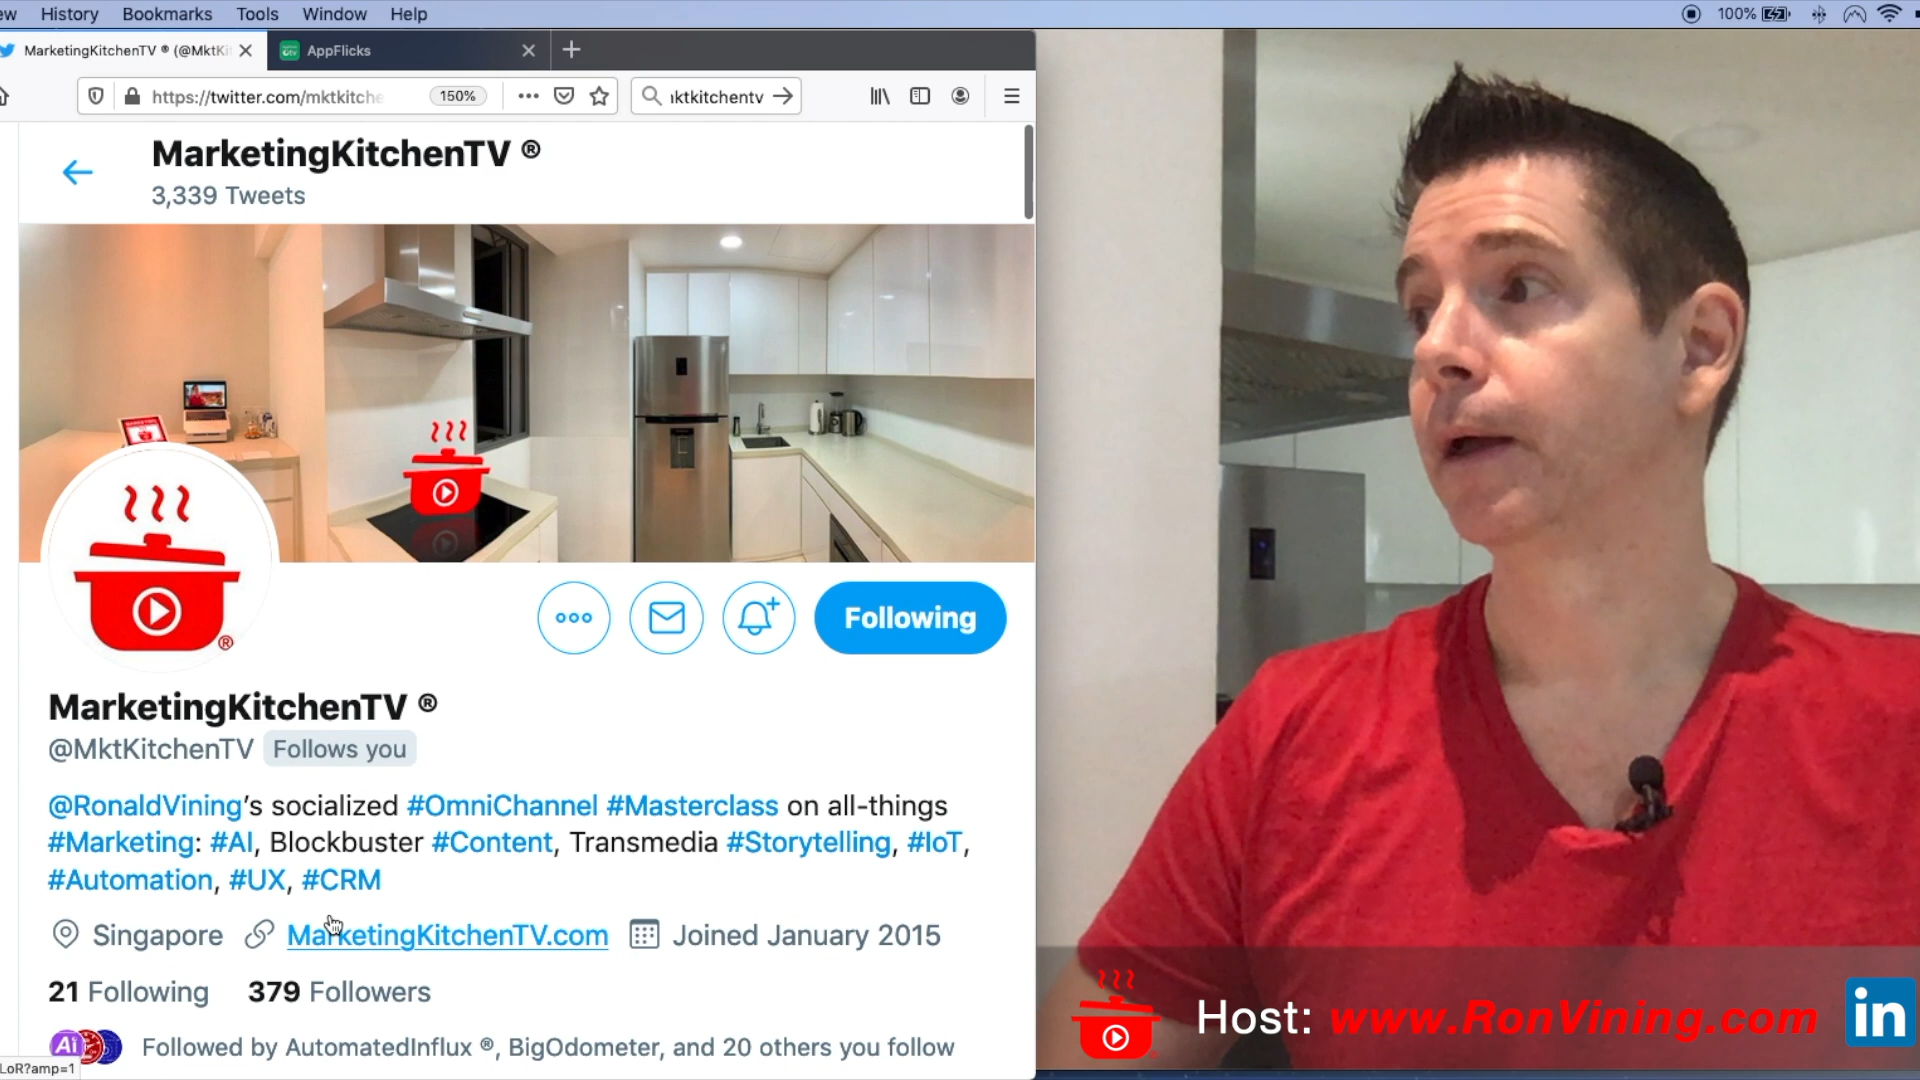 ew History Bookmarks Tools Window Help 100%
MarketingKitchenTV ® (@MktKi
AppFlicks
https://twitter.com/mktkitche 150% ktkitchentv
MarketingKitchenTV ®
3,339 Tweets
Following
MarketingKitchenTV ®
@MktKitchenTV Follows you
@RonaldVining's socialized #OmniChannel #Masterclass on all-things
#Marketing: #AI, Blockbuster #Content, Transmedia #Storytelling, #IoT,
#Automation, #UX, #CRM
Singapore MarketingKitchenTV.com Joined January 2015
21 Following 379 Followers
Followed by AutomatedInflux ®, BigOdometer, and 20 others you follow
LoR?amp=1
Host: www.RonVining.com in